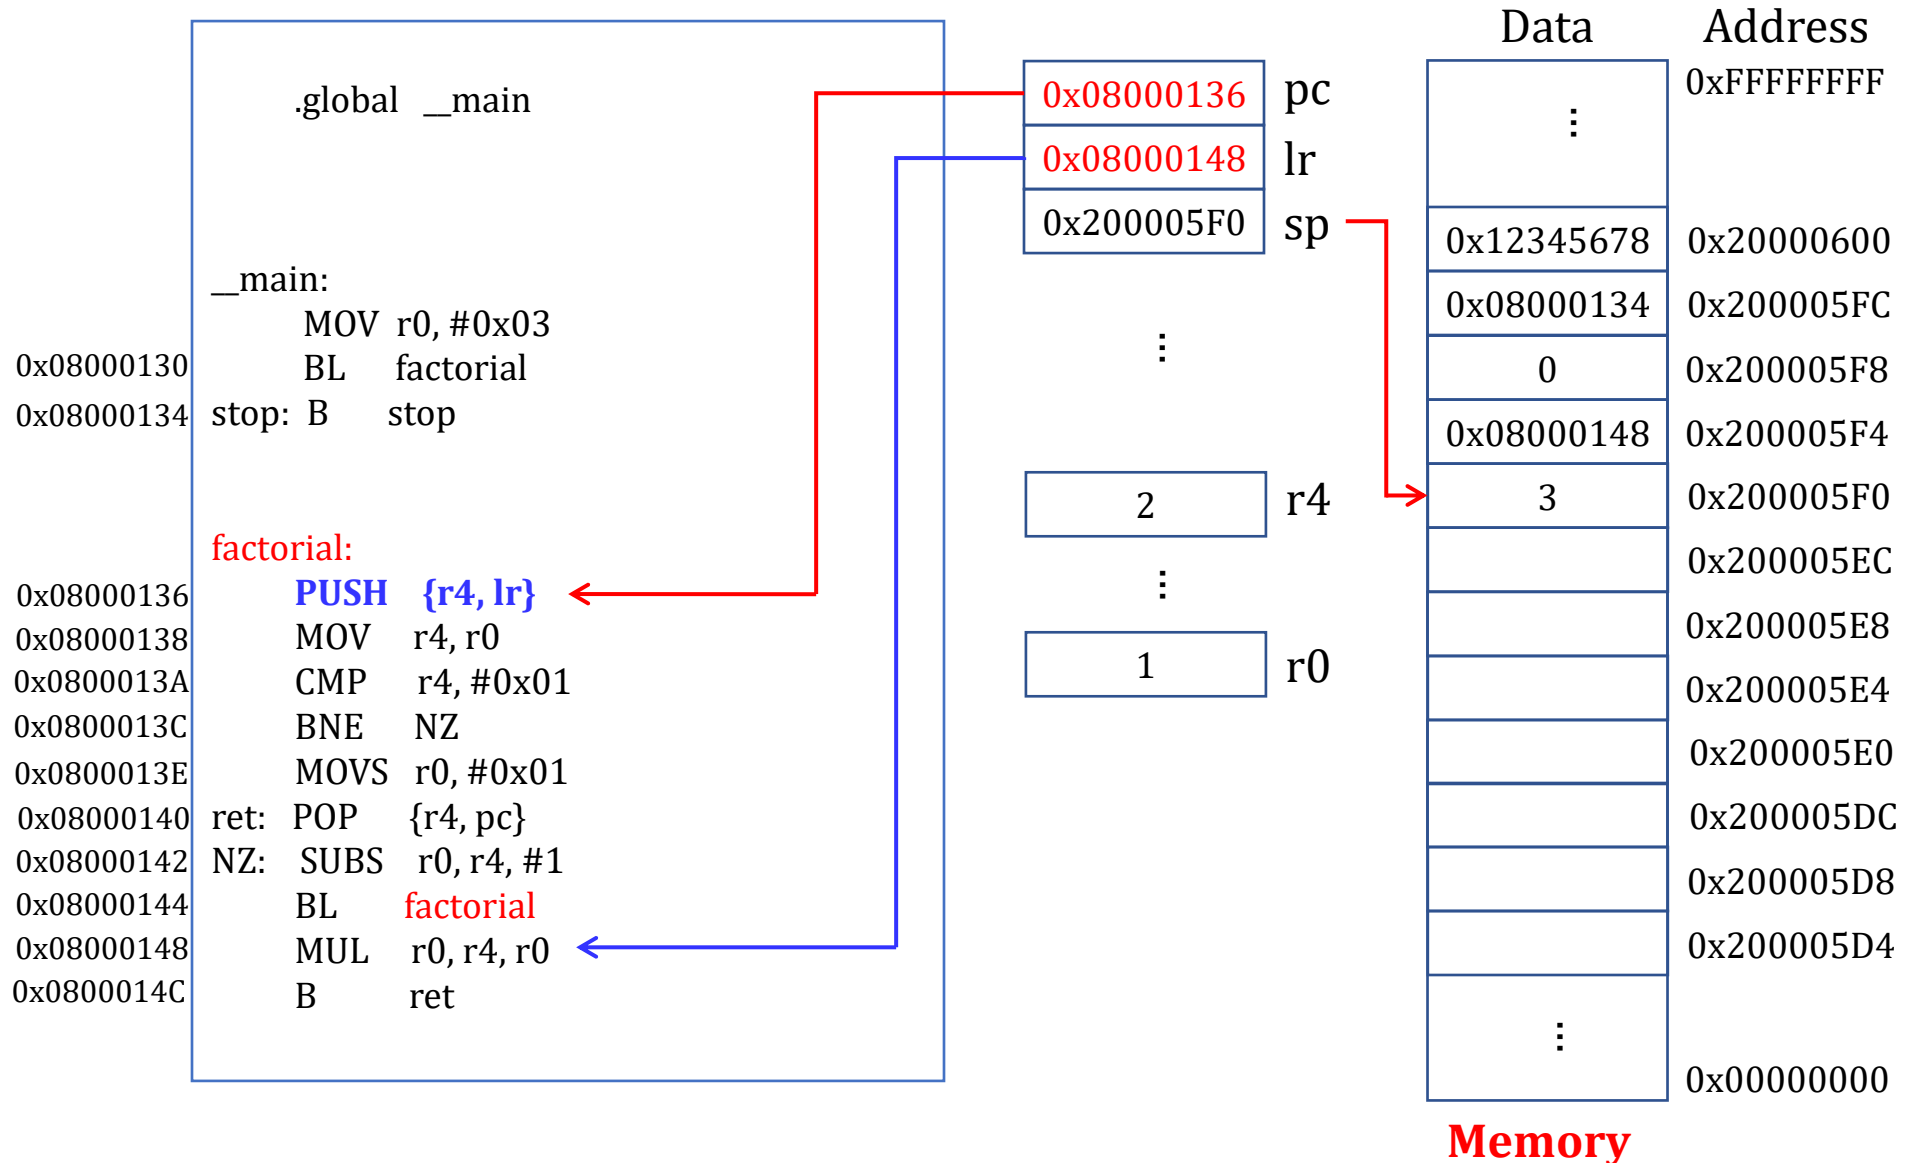 .global __main
__main:
MOV r0, #0x03
0x08000130 BL factorial
0x08000134 stop: B stop
factorial:
0x08000136 PUSH {r4, lr}
0x08000138 MOV r4, r0
0x0800013A CMP r4, #0x01
0x0800013C BNE NZ
0x0800013E MOVS r0, #0x01
0x08000140 ret: POP {r4, pc}
0x08000142 NZ: SUBS r0, r4, #1
0x08000144 BL factorial
0x08000148 MUL r0, r4, r0
0x0800014C B ret
0x08000136 pc
0x08000148 lr
0x200005F0 sp
⋮
2 r4
⋮
1 r0
Data Address
0xFFFFFFFF
⋮
0x12345678 0x20000600
0x08000134 0x200005FC
0 0x200005F8
0x08000148 0x200005F4
3 0x200005F0
0x200005EC
0x200005E8
0x200005E4
0x200005E0
0x200005DC
0x200005D8
0x200005D4
⋮
0x00000000
Memory